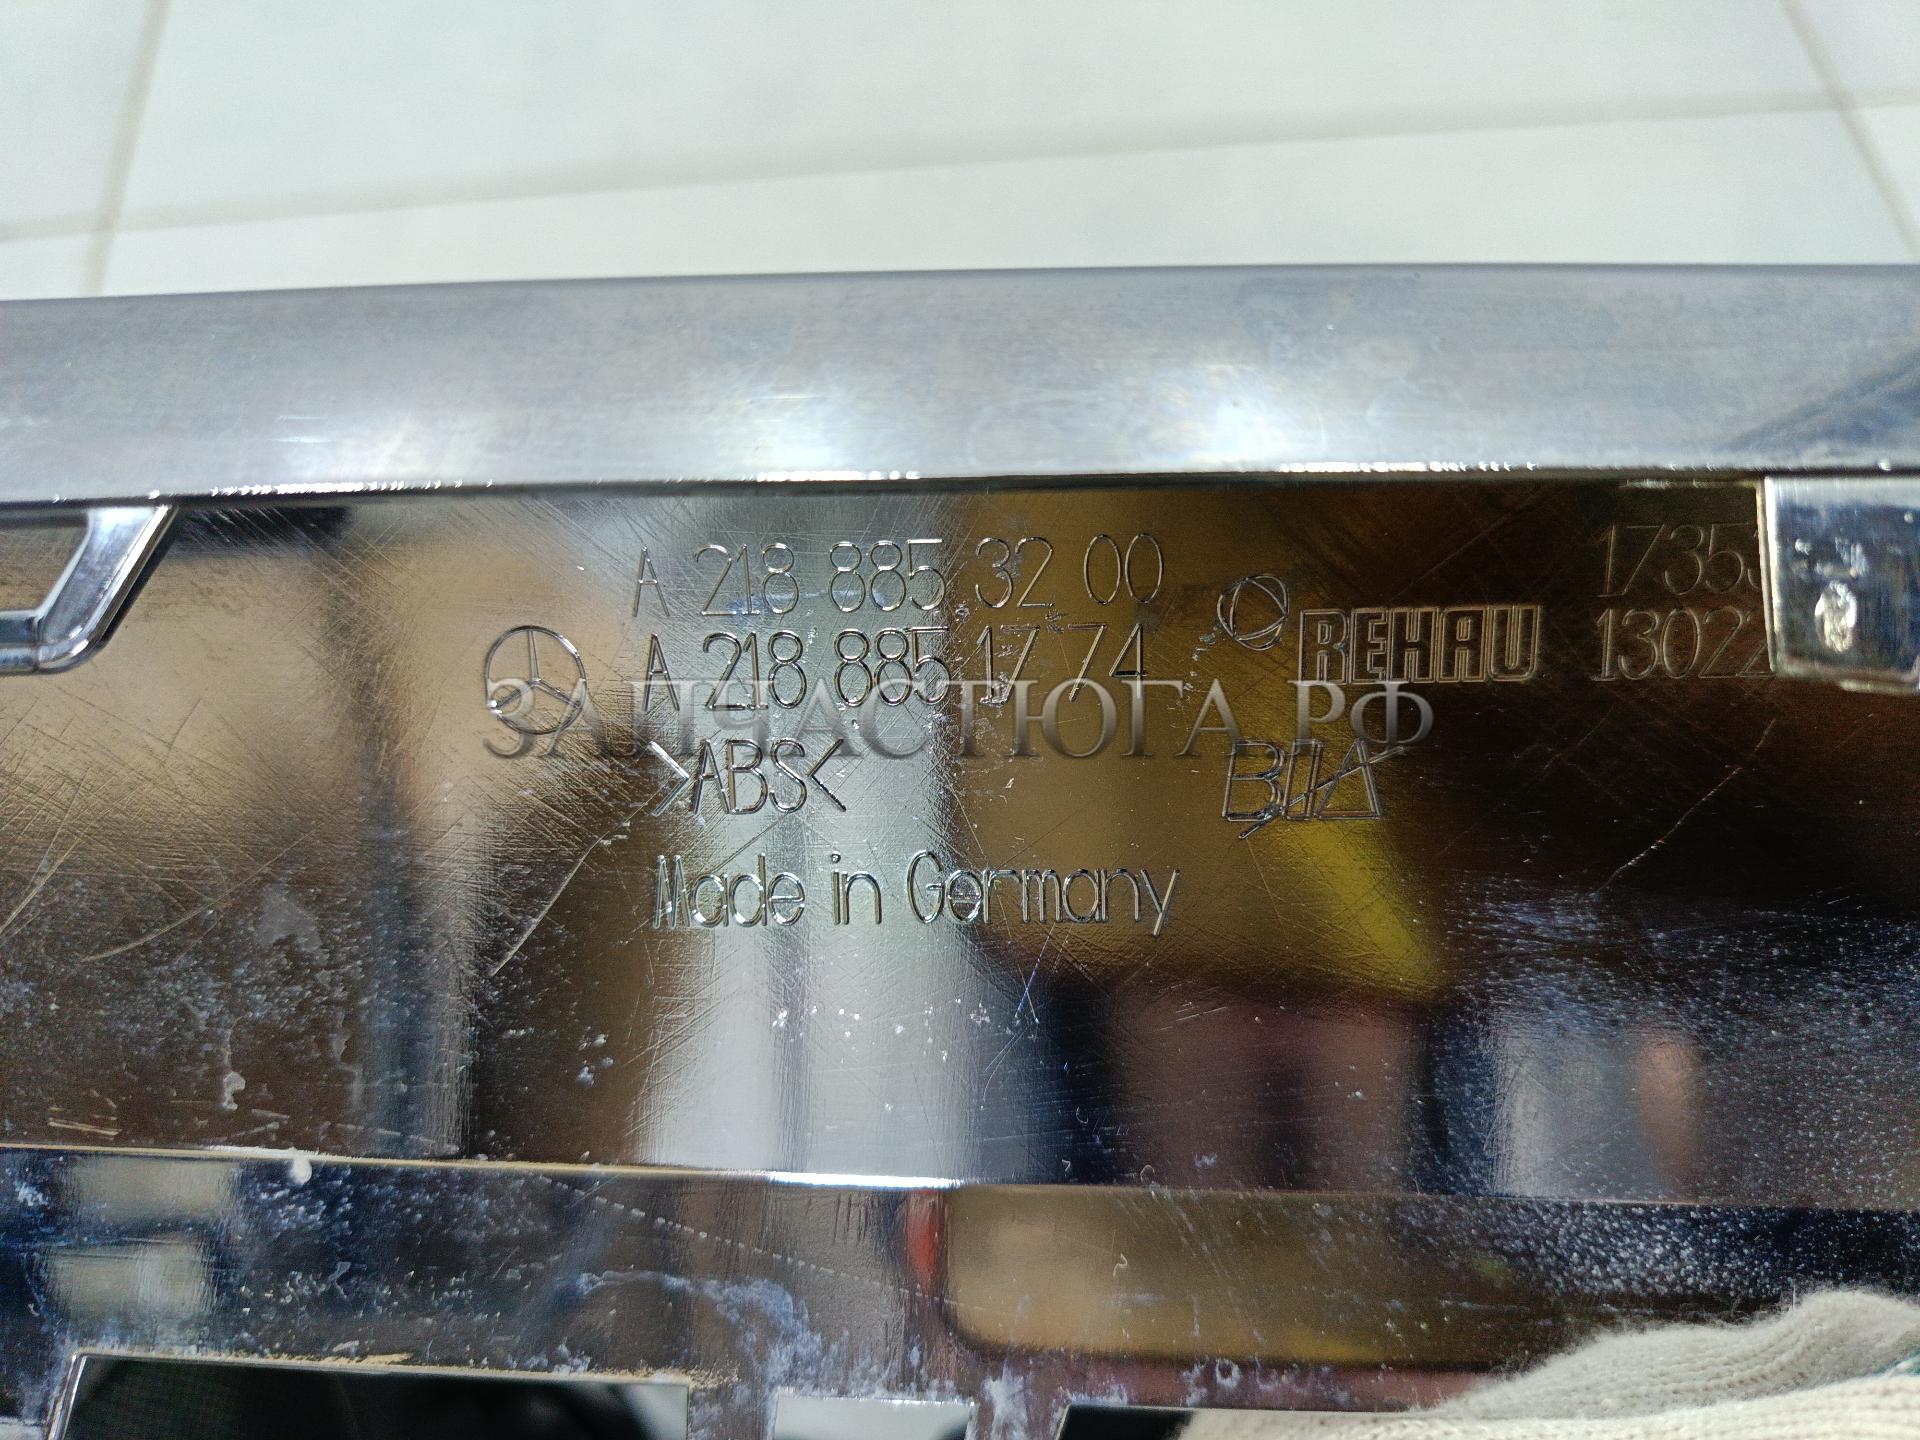 A 218 885 32 00
A 218 885 17 74
REHAU
ЗАПЧАСТЮГА.РФ
>ABS<
Made in Germany